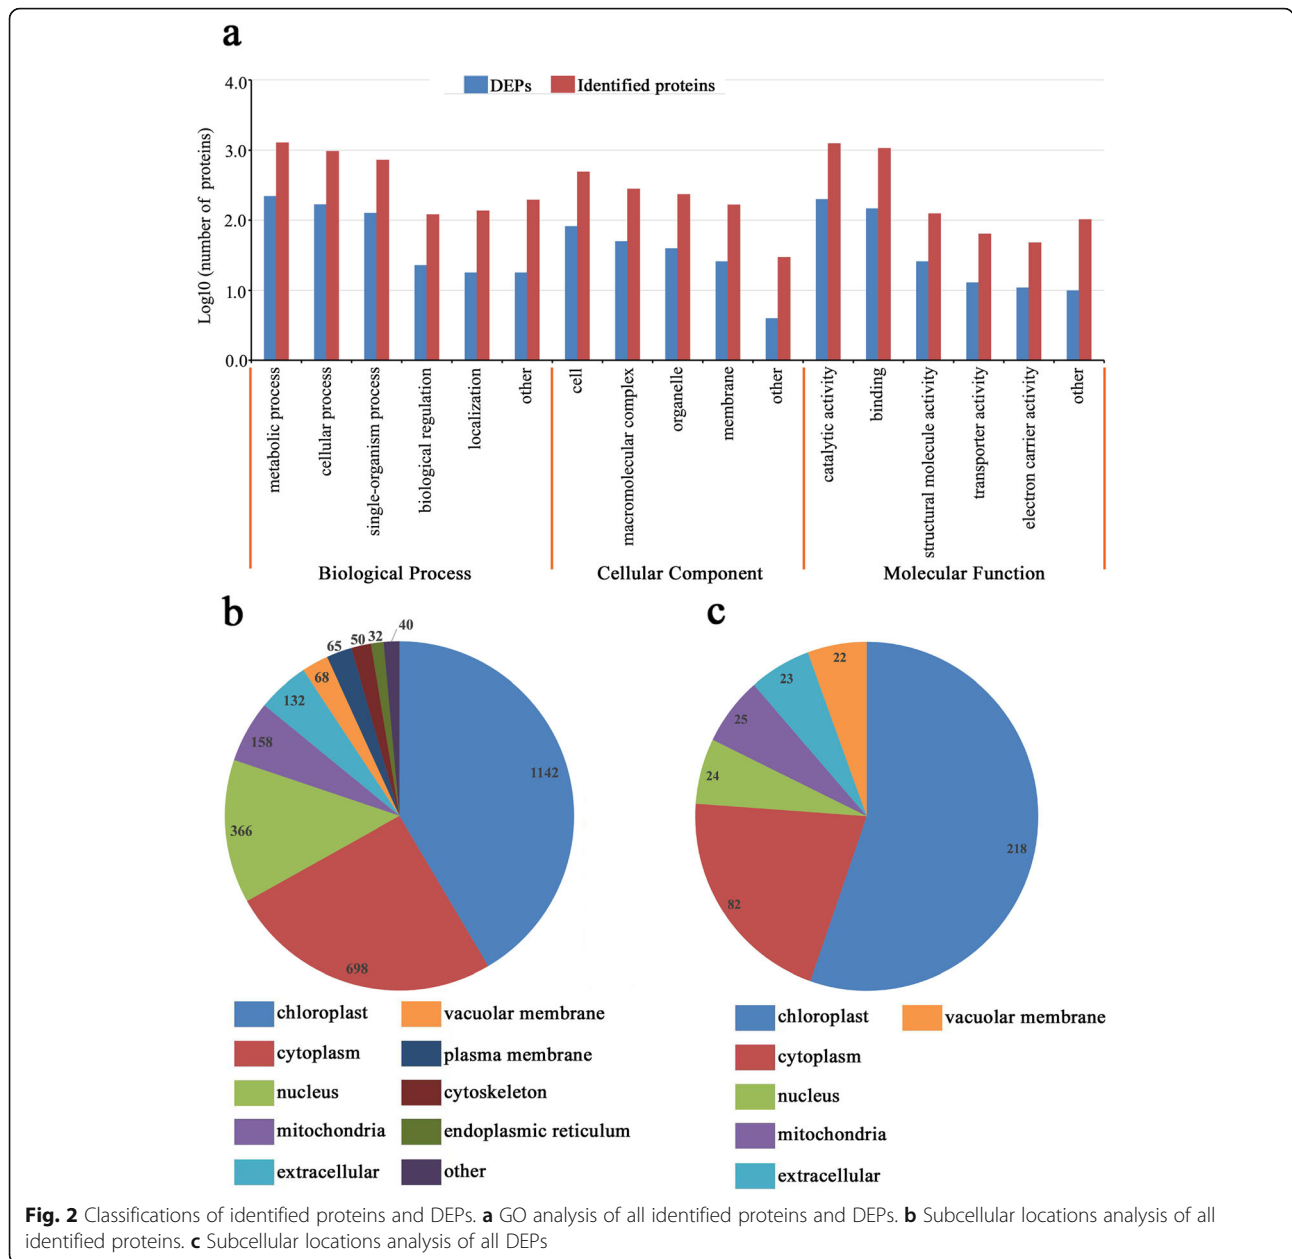 a
DEPs Identified proteins
Log10 (number of proteins)
4.0
3.0
2.0
1.0
0.0
metabolic process
cellular process
single-organism process
biological regulation
localization
other
cell
macromolecular complex
organelle
membrane
other
catalytic activity
binding
structural molecule activity
transporter activity
electron carrier activity
other
Biological Process Cellular Component Molecular Function
b
1142
698
366
158
132
68
65
50
32
40
chloroplast
cytoplasm
nucleus
mitochondria
extracellular
vacuolar membrane
plasma membrane
cytoskeleton
endoplasmic reticulum
other
c
218
82
24
25
23
22
chloroplast
cytoplasm
nucleus
mitochondria
extracellular
vacuolar membrane
Fig. 2 Classifications of identified proteins and DEPs. a GO analysis of all identified proteins and DEPs. b Subcellular locations analysis of all
identified proteins. c Subcellular locations analysis of all DEPs